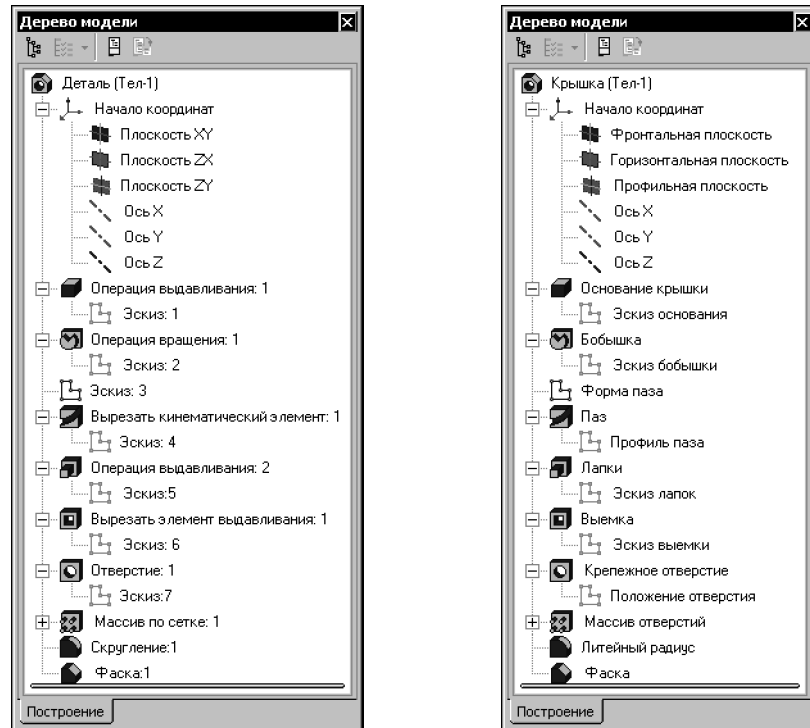 Дерево модели
Деталь (Тел-1)
Начало координат
Плоскость XY
Плоскость ZX
Плоскость ZY
Ось X
Ось Y
Ось Z
Операция выдавливания: 1
Эскиз: 1
Операция вращения: 1
Эскиз: 2
Эскиз: 3
Вырезать кинематический элемент: 1
Эскиз: 4
Операция выдавливания: 2
Эскиз:5
Вырезать элемент выдавливания: 1
Эскиз: 6
Отверстие: 1
Эскиз:7
Массив по сетке: 1
Скругление:1
Фаска:1
Построение
Дерево модели
Крышка (Тел-1)
Начало координат
Фронтальная плоскость
Горизонтальная плоскость
Профильная плоскость
Ось X
Ось Y
Ось Z
Основание крышки
Эскиз основания
Бобышка
Эскиз бобышки
Форма паза
Паз
Профиль паза
Лапки
Эскиз лапок
Выемка
Эскиз выемки
Крепежное отверстие
Положение отверстия
Массив отверстий
Литейный радиус
Фаска
Построение